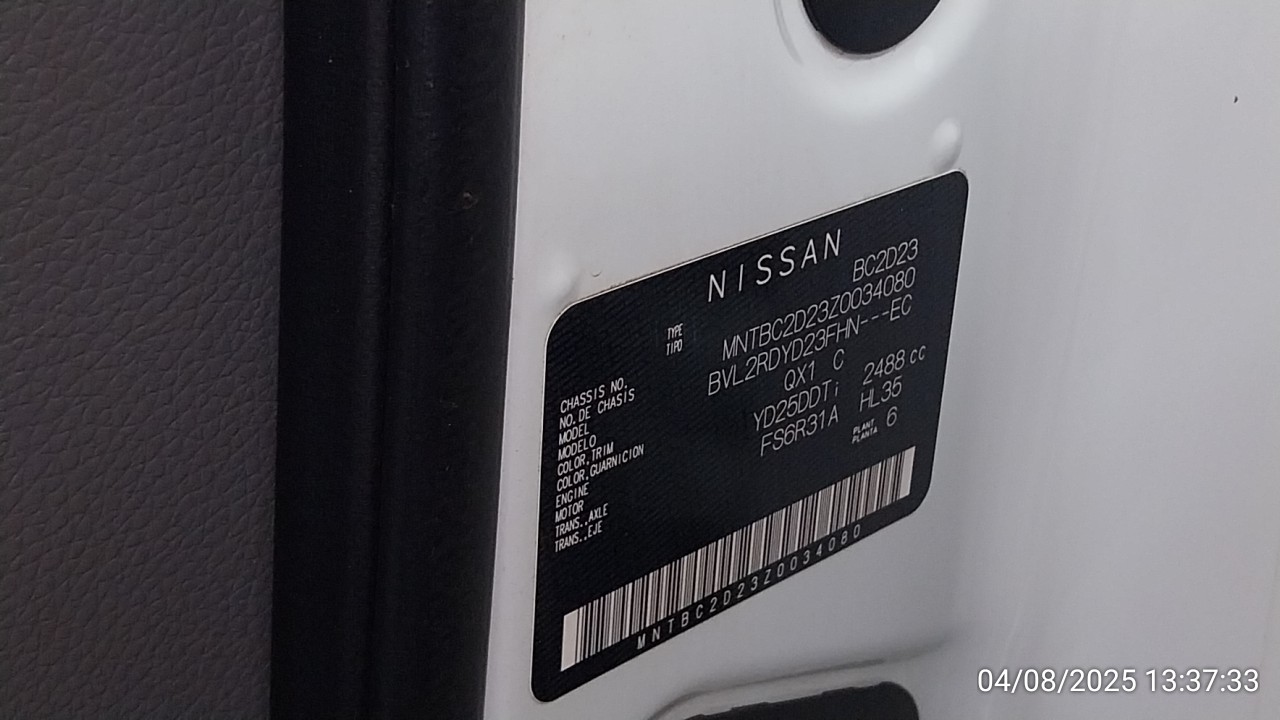 NISSAN
TYPE BC2D23
TIPO
CHASSIS NO. MNTBC2D23Z0034080
NO.DE CHASIS
MODEL BVL2RDYD23FHN---EC
MODELO
COLOR,TRIM QX1 C
COLOR,GUARNICION
ENGINE YD25DDTi 2488 cc
MOTOR
TRANS.,AXLE FS6R31A HL35
TRANS.,EJE
PLANT 6
PLANTA
MNTBC2D23Z0034080
04/08/2025 13:37:33